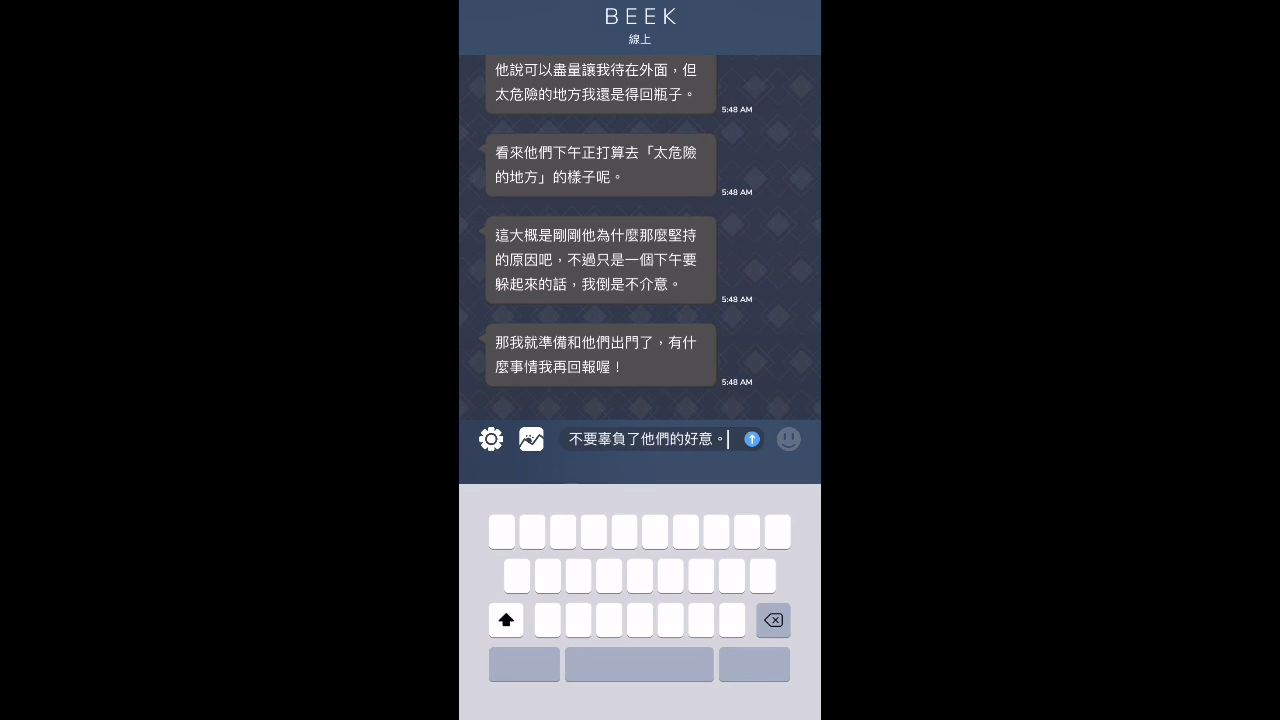 BEEK
線上
他說可以盡量讓我待在外面，但
太危險的地方我還是得回瓶子。
5:48 AM
看來他們下午正打算去「太危險
的地方」的樣子呢。
5:48 AM
這大概是剛剛他為什麼那麼堅持
的原因吧，不過只是一個下午要
躲起來的話，我倒是不介意。
5:48 AM
那我就準備和他們出門了，有什
麼事情我再回報喔！
5:48 AM
不要辜負了他們的好意。